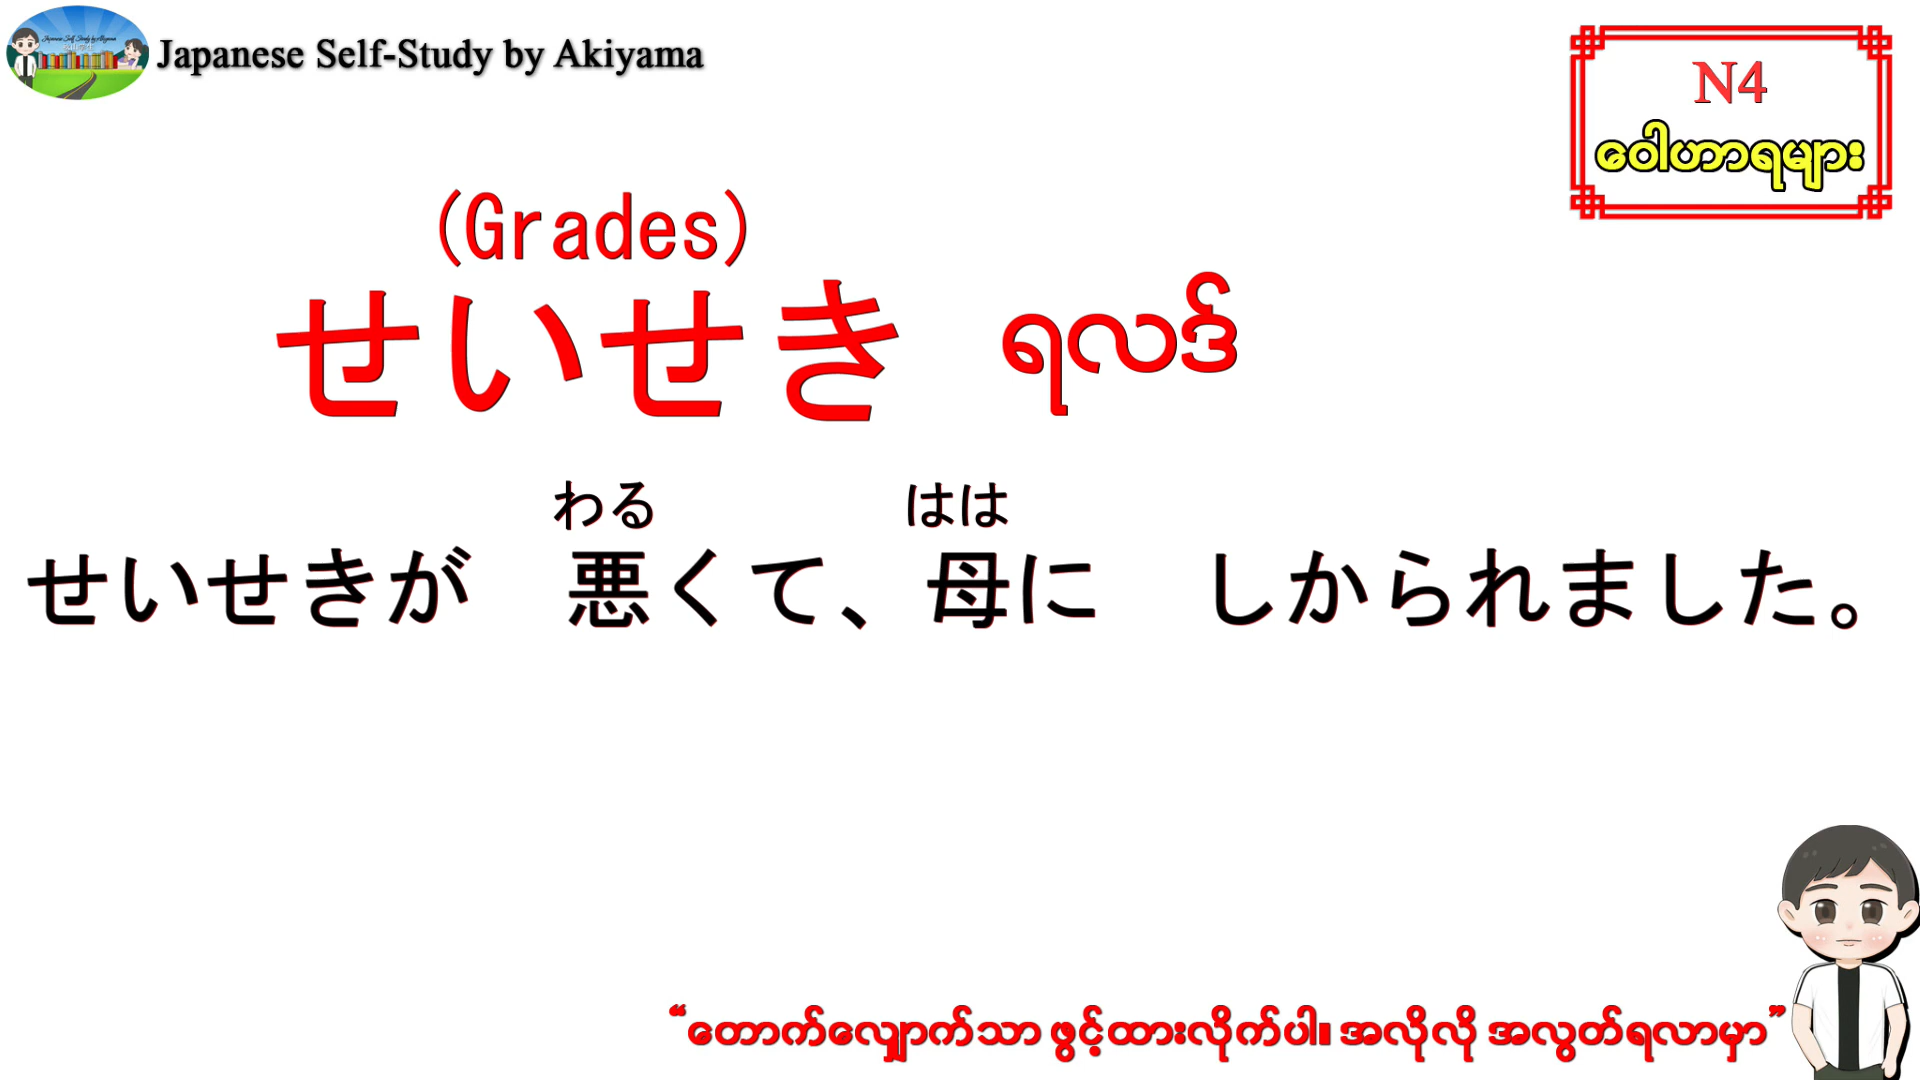 Japanese Self-Study by Akiyama
N4
ဝေါဟာရများ
(Grades)
せいせき ရလဒ်
わる はは
せいせきが 悪くて、母に しかられました。
“တောက်လျှောက်သာ ဖွင့်ထားလိုက်ပါ။ အလိုလို အလွတ်ရလာမှာ”